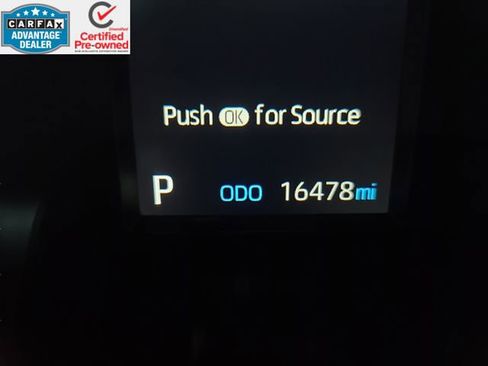 CARFAX
ADVANTAGE
DEALER
Certified
Pre-owned
Push OK for Source
P ODO 16478mi